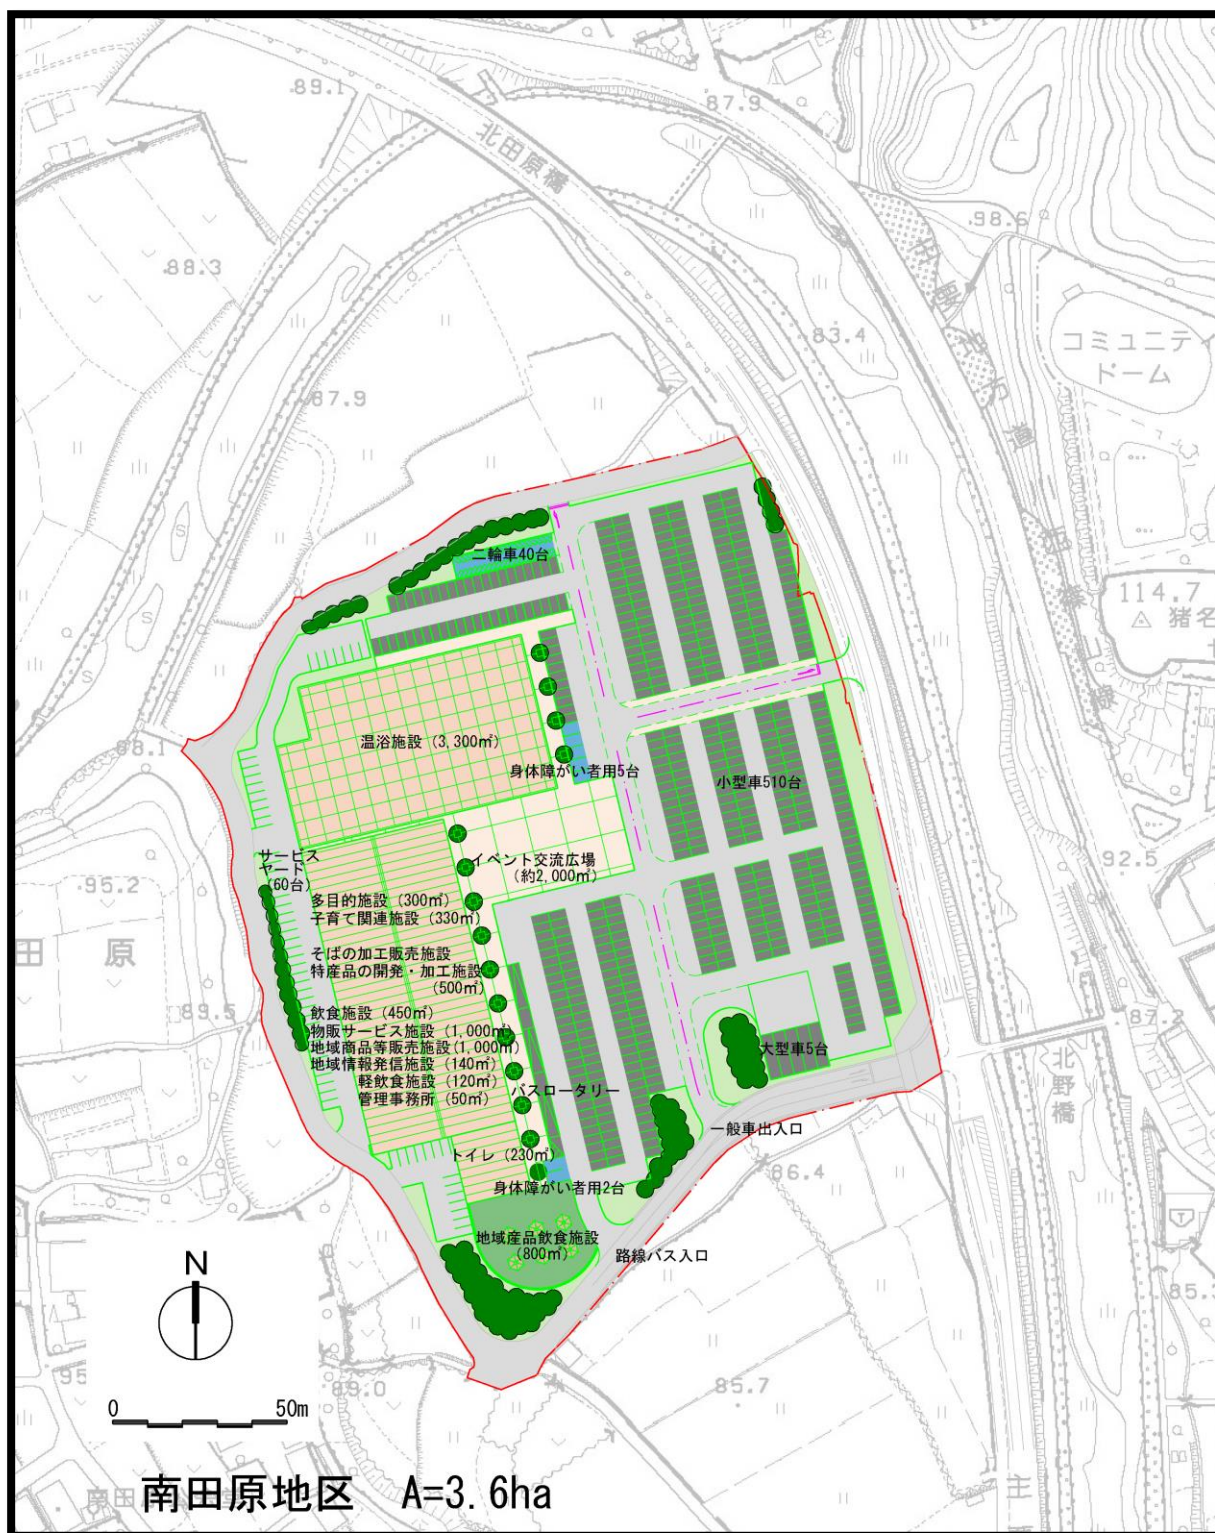 89.1
87.9
北田原橋
98.6
88.3
83.4
コミュニティ
ドーム
87.9
二輪車40台
114.7
猪名
温浴施設（3,300㎡）
身体障がい者用5台
小型車510台
98.1
サービス
ヤード
（60台）
イベント交流広場
（約2,000㎡）
92.5
95.2
多目的施設（300㎡）
子育て関連施設（330㎡）
田原
そばの加工販売施設
特産品の開発・加工施設
（500㎡）
89.5
飲食施設（450㎡）
物販サービス施設（1,000㎡）
地域商品等販売施設（1,000㎡）
地域情報発信施設（140㎡）
軽飲食施設（120㎡）
管理事務所（50㎡）
87.2
大型車5台
バスロータリー
北野橋
一般車出入口
トイレ（230㎡）
86.4
身体障がい者用2台
地域産品飲食施設
（800㎡）
路線バス入口
N
85.
95
89.0
85.7
0
50m
主
南田原地区 A=3.6ha